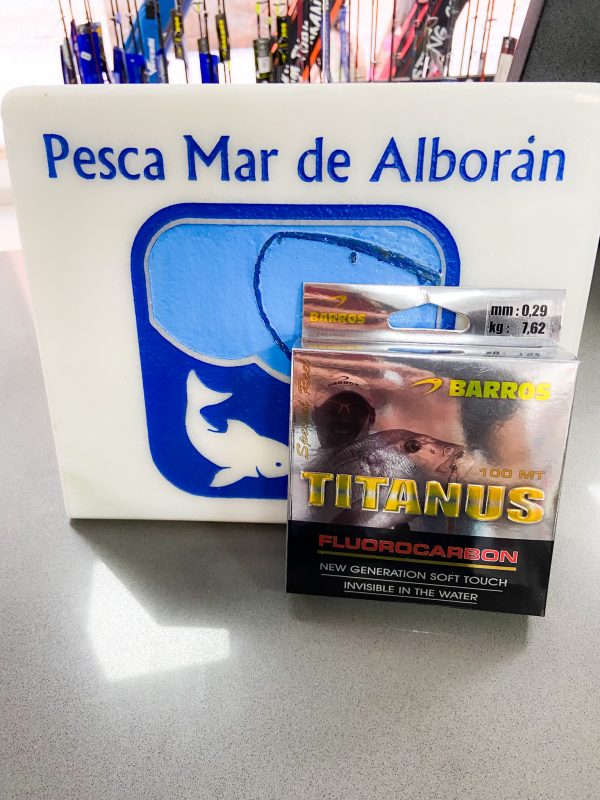 Pesca Mar de Alborán
BARROS
mm : 0,29
kg : 7,62
BARROS
100 MT
TITANUS
FLUOROCARBON
NEW GENERATION SOFT TOUCH
INVISIBLE IN THE WATER